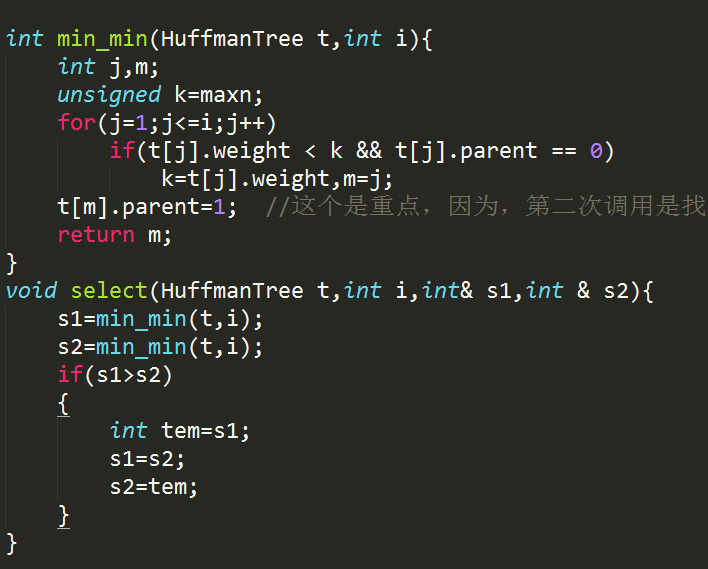 int min_min(HuffmanTree t,int i){
    int j,m;
    unsigned k=maxn;
    for(j=1;j<=i;j++)
        if(t[j].weight < k && t[j].parent == 0)
            k=t[j].weight,m=j;
    t[m].parent=1;  //这个是重点，因为，第二次调用是找
    return m;
}
void select(HuffmanTree t,int i,int& s1,int & s2){
    s1=min_min(t,i);
    s2=min_min(t,i);
    if(s1>s2)
    {
        int tem=s1;
        s1=s2;
        s2=tem;
    }
}